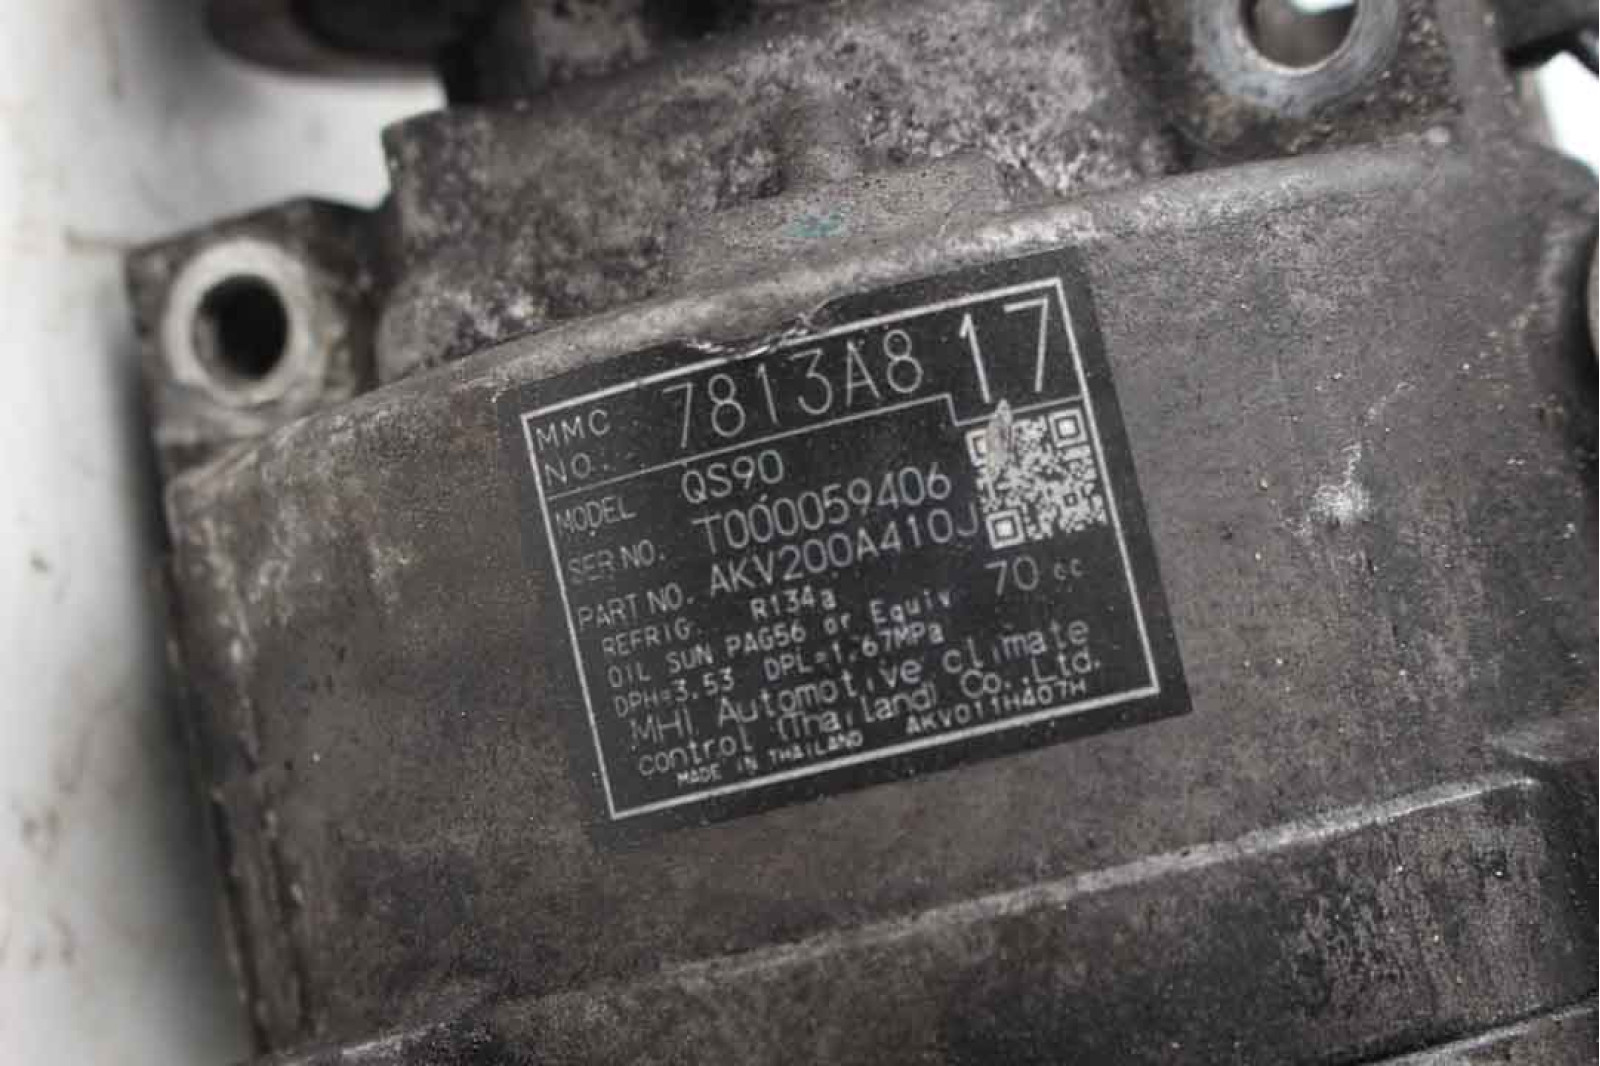 MMC NO. 7813A817
MODEL QS90
SER.NO. T000059406
PART NO. AKV200A410J
REFRIG. R134a 70 cc
OIL SUN PAG56 or Equiv
DPH=3.53 DPL=1.67MPa
MHI Automotive climate
control (Thailand) Co.,Ltd.
MADE IN THAILAND AKV011H407H